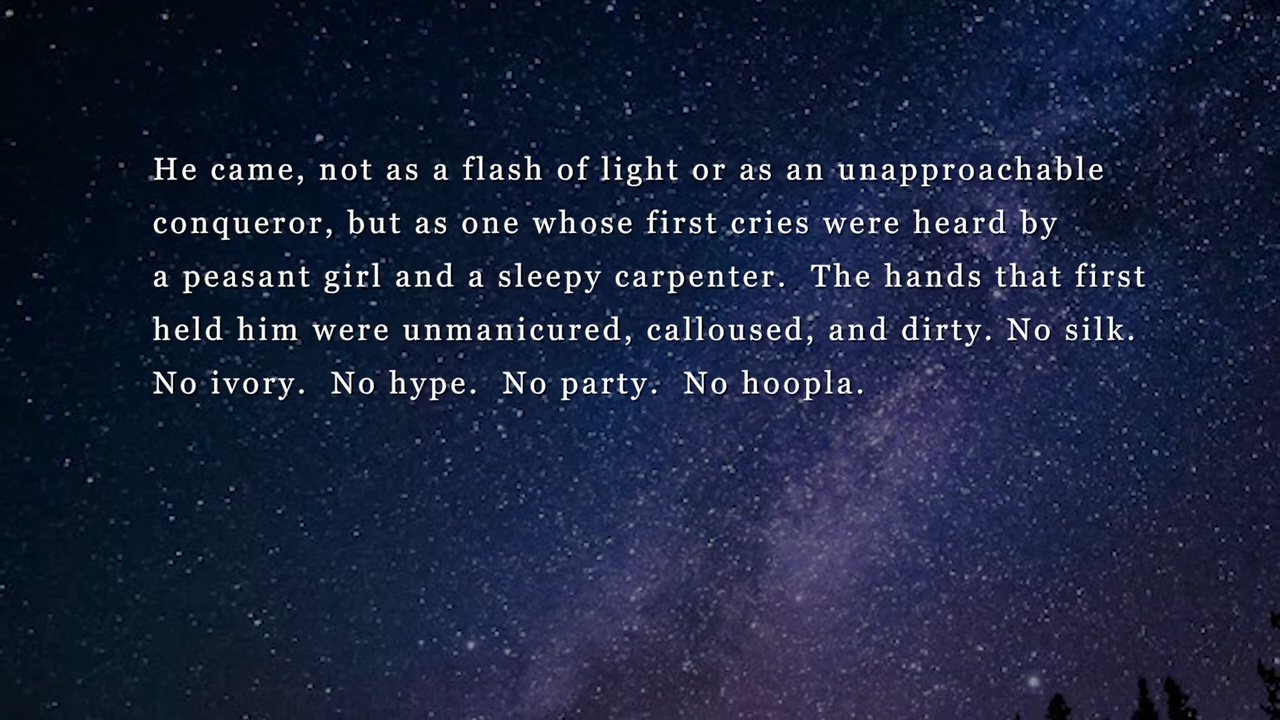 He came, not as a flash of light or as an unapproachable
conqueror, but as one whose first cries were heard by
a peasant girl and a sleepy carpenter.  The hands that first
held him were unmanicured, calloused, and dirty. No silk.
No ivory.  No hype.  No party.  No hoopla.